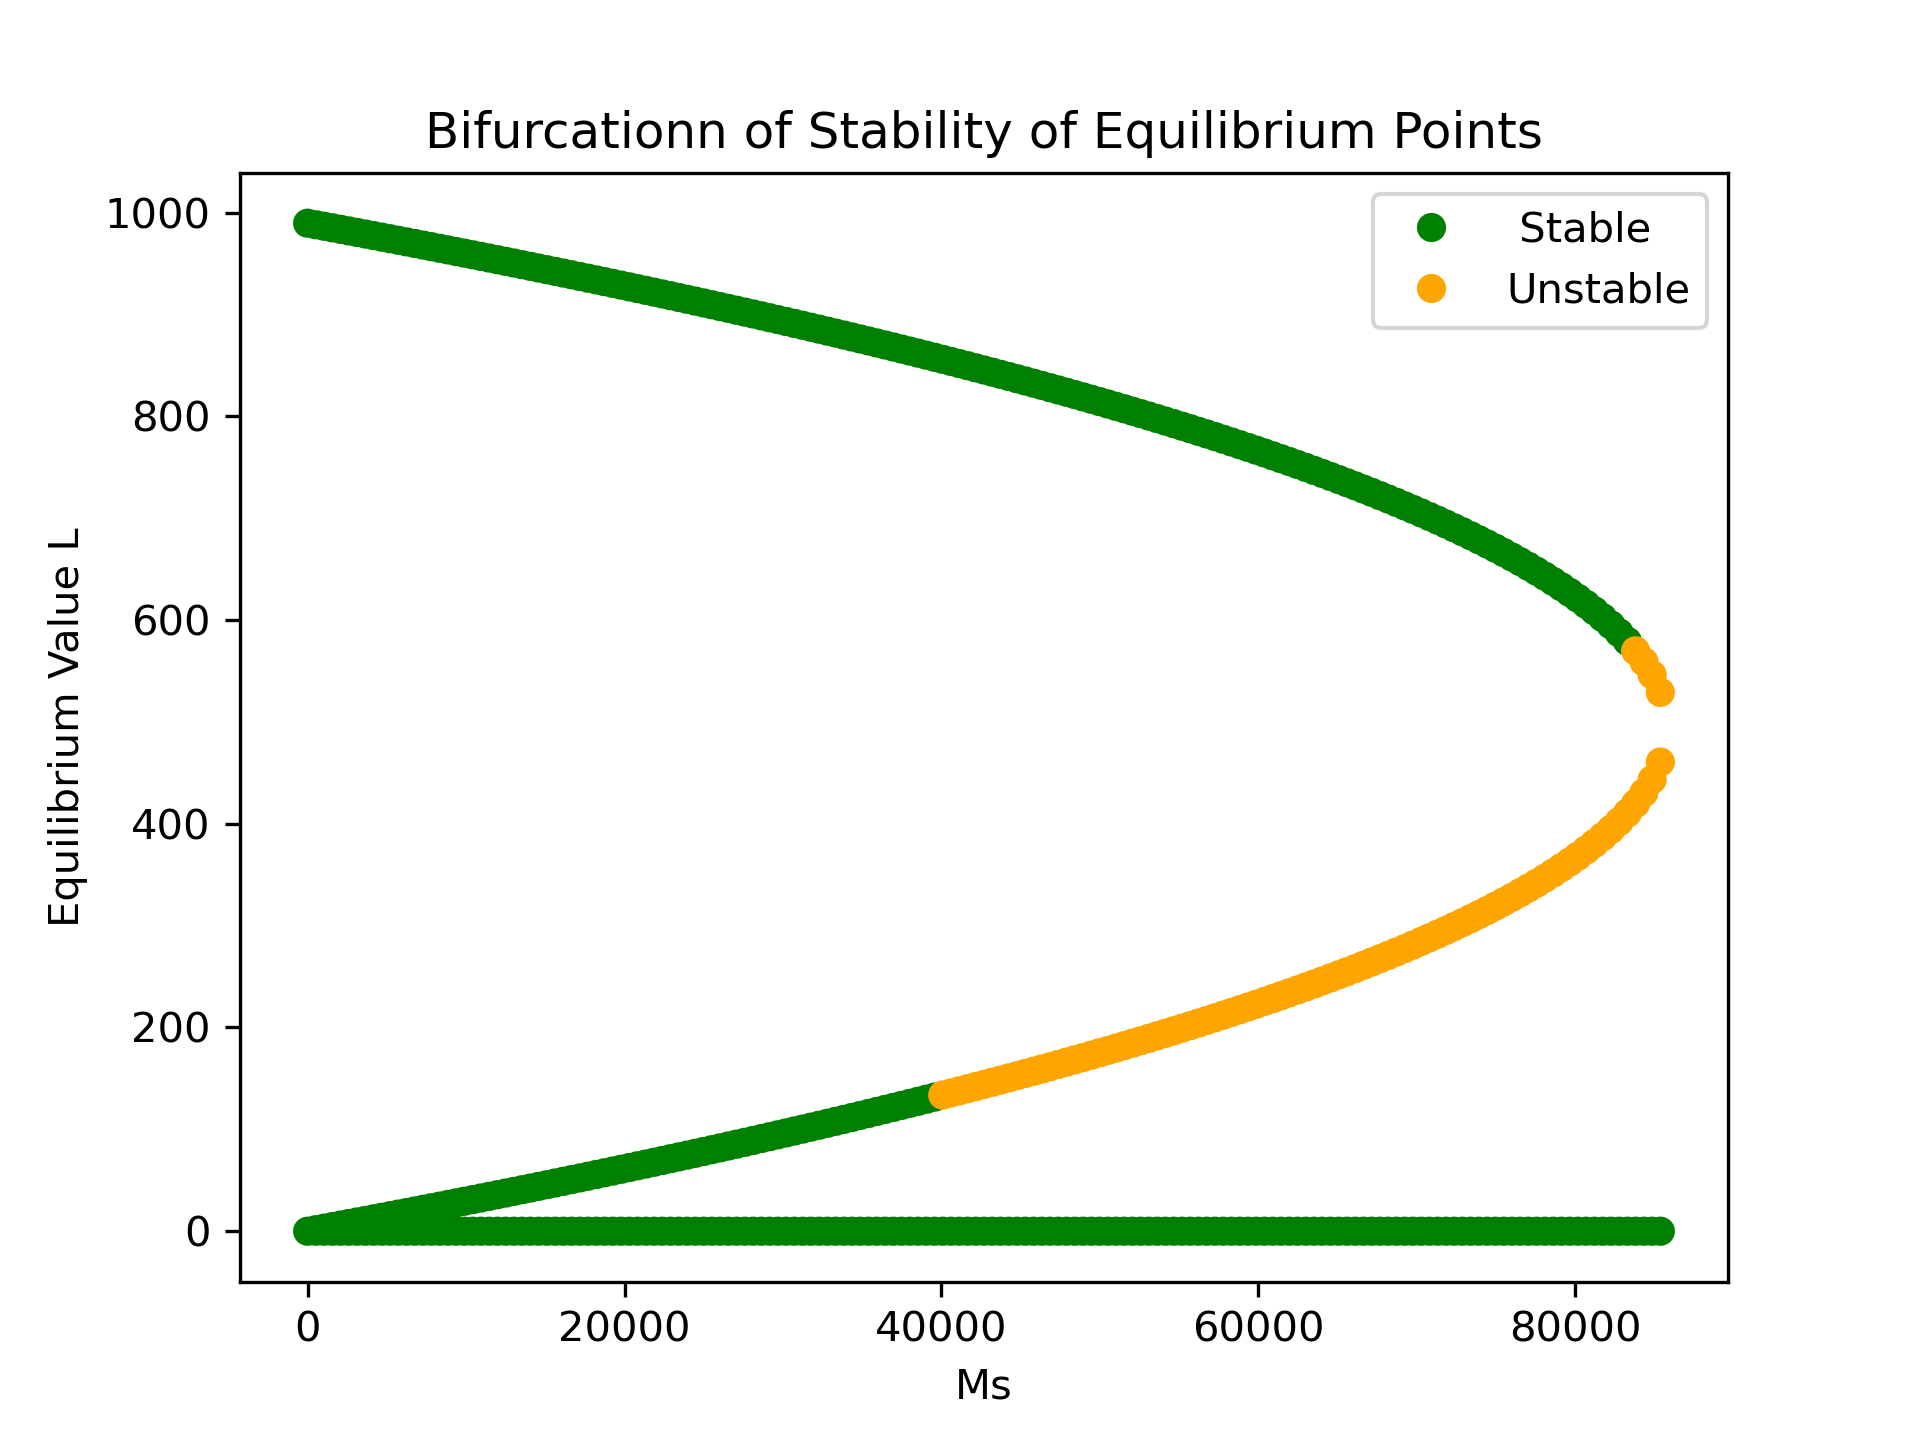 Bifurcationn of Stability of Equilibrium Points
Stable
Unstable
1000
800
600
400
200
0
Equilibrium Value L
0 20000 40000 60000 80000
Ms